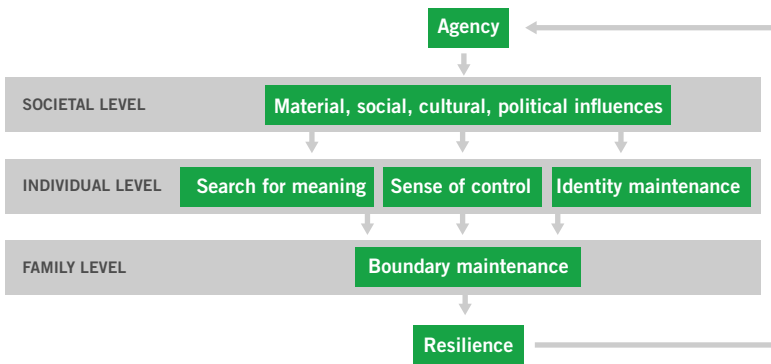 Agency
SOCIETAL LEVEL
Material, social, cultural, political influences
INDIVIDUAL LEVEL
Search for meaning
Sense of control
Identity maintenance
FAMILY LEVEL
Boundary maintenance
Resilience